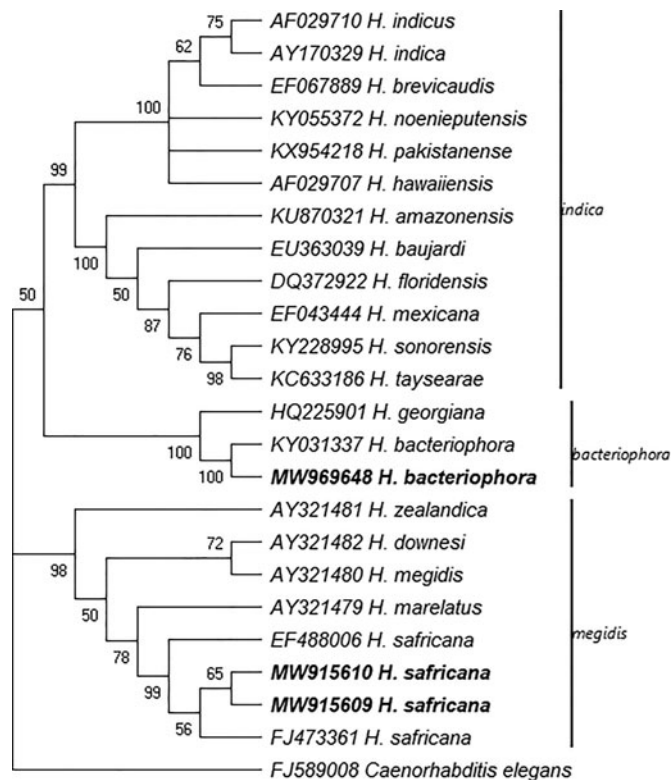 75
AF029710 H. indicus
62
AY170329 H. indica
EF067889 H. brevicaudis
100
KY055372 H. noenieputensis
KX954218 H. pakistanense
99
AF029707 H. hawaiiensis
indica
KU870321 H. amazonensis
100
EU363039 H. baujardi
50
50
DQ372922 H. floridensis
87
EF043444 H. mexicana
76
KY228995 H. sonorensis
98
KC633186 H. taysearae
HQ225901 H. georgiana
100
KY031337 H. bacteriophora
bacteriophora
100
MW969648 H. bacteriophora
AY321481 H. zealandica
72
AY321482 H. downesi
98
AY321480 H. megidis
50
AY321479 H. marelatus
megidis
78
EF488006 H. safricana
99
65
MW915610 H. safricana
MW915609 H. safricana
56
FJ473361 H. safricana
FJ589008 Caenorhabditis elegans